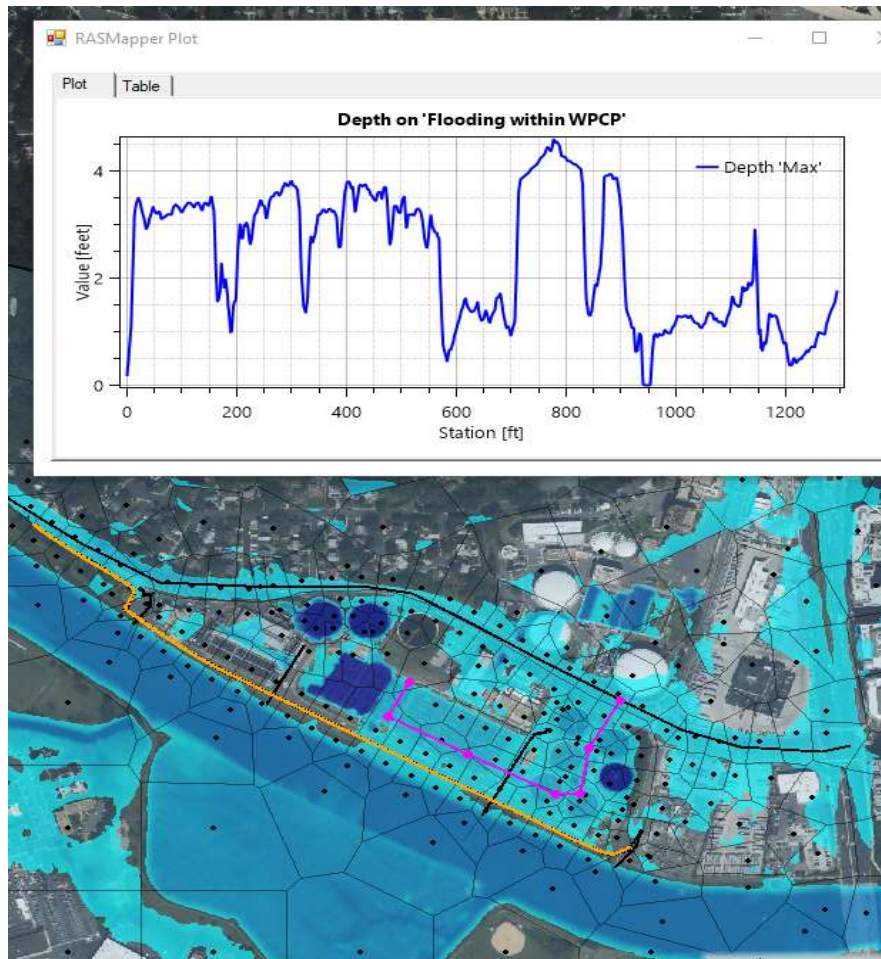 RASMapper Plot
Plot Table
Depth on 'Flooding within WPCP'
Depth 'Max'
Value [feet]
4
2
0
0 200 400 600 800 1000 1200
Station [ft]